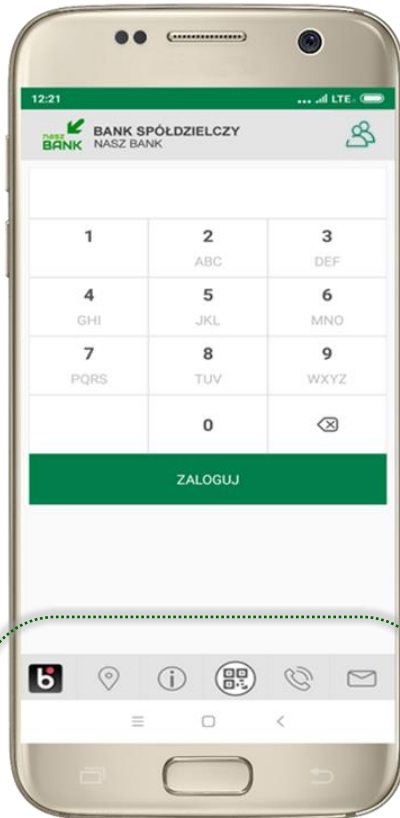 12:21
... LTE
nasz BANK SPÓŁDZIELCZY
BANK NASZ BANK
1 2 3
ABC DEF
4 5 6
GHI JKL MNO
7 8 9
PQRS TUV WXYZ
0
ZALOGUJ
b